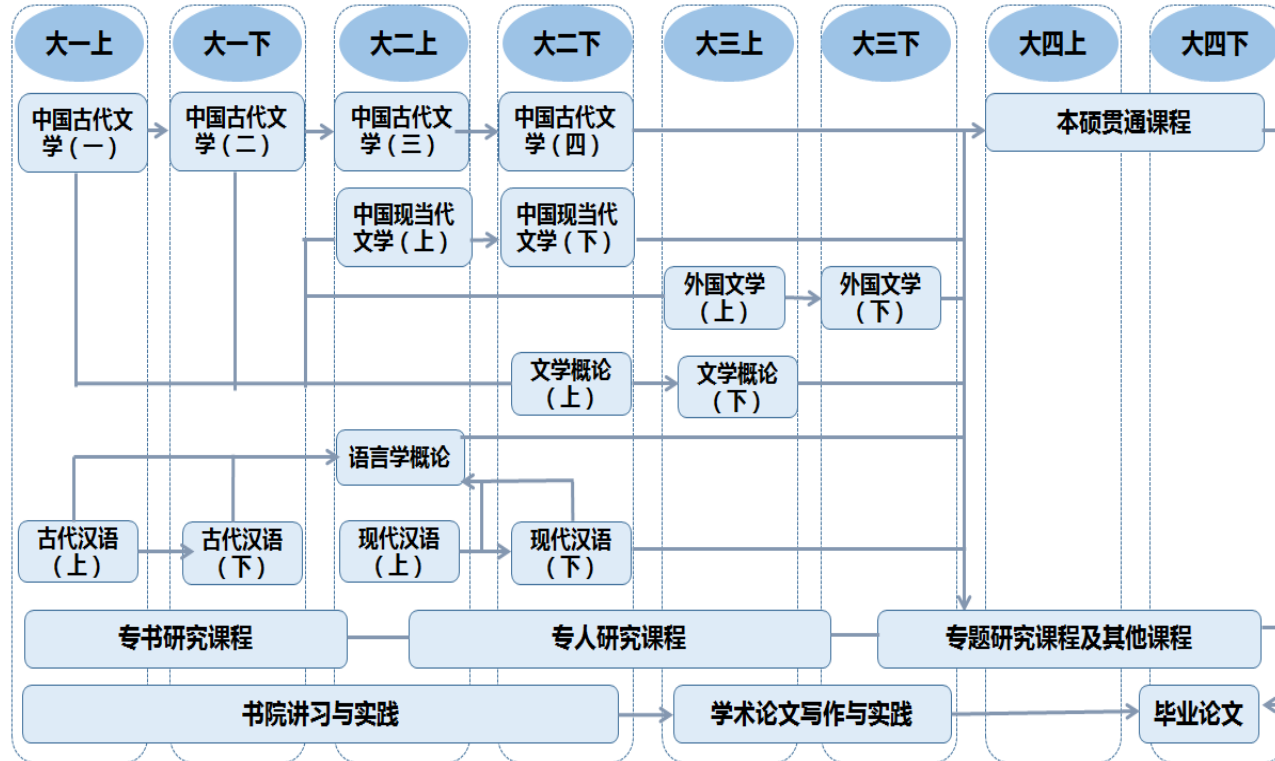 大一上
大一下
大二上
大二下
大三上
大三下
大四上
大四下
中国古代文
学（一）
中国古代文
学（二）
中国古代文
学（三）
中国古代文
学（四）
本硕贯通课程
中国现当代
文学（上）
中国现当代
文学（下）
外国文学
（上）
外国文学
（下）
文学概论
（上）
文学概论
（下）
语言学概论
古代汉语
（上）
古代汉语
（下）
现代汉语
（上）
现代汉语
（下）
专书研究课程
专人研究课程
专题研究课程及其他课程
书院讲习与实践
学术论文写作与实践
毕业论文